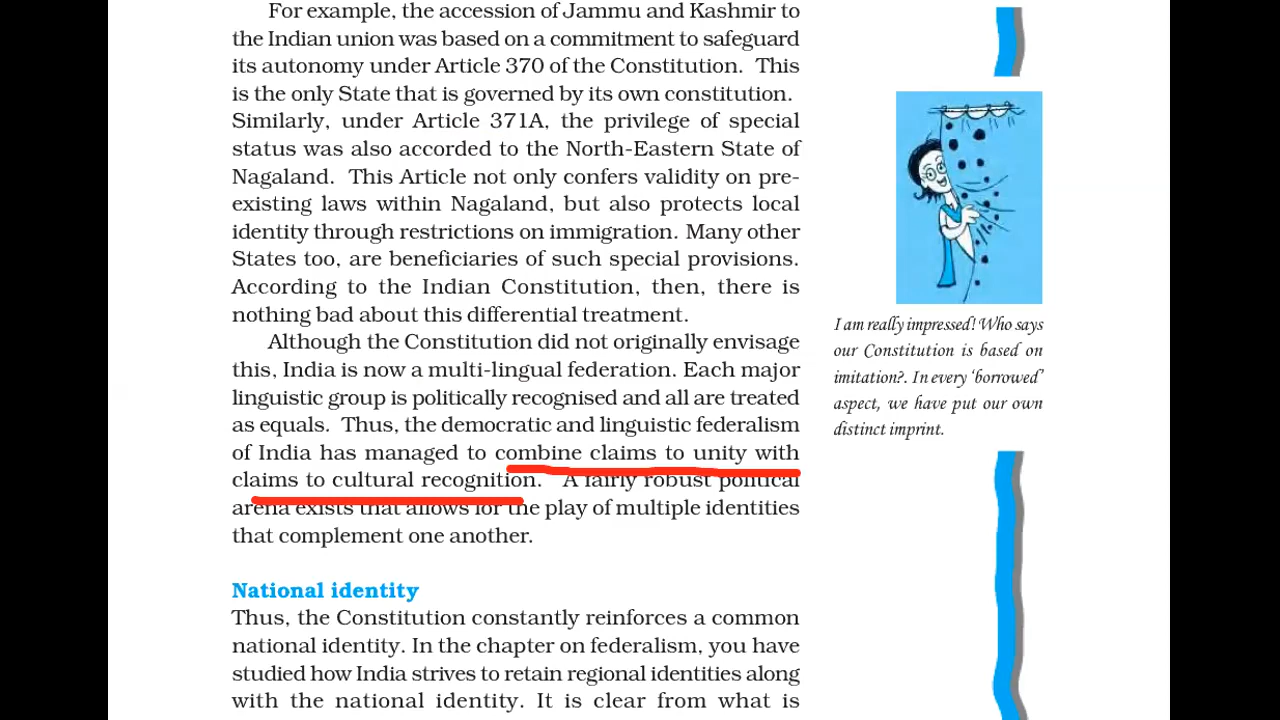 For example, the accession of Jammu and Kashmir to
the Indian union was based on a commitment to safeguard
its autonomy under Article 370 of the Constitution. This
is the only State that is governed by its own constitution.
Similarly, under Article 371A, the privilege of special
status was also accorded to the North-Eastern State of
Nagaland. This Article not only confers validity on pre-
existing laws within Nagaland, but also protects local
identity through restrictions on immigration. Many other
States too, are beneficiaries of such special provisions.
According to the Indian Constitution, then, there is
nothing bad about this differential treatment.
Although the Constitution did not originally envisage
this, India is now a multi-lingual federation. Each major
linguistic group is politically recognised and all are treated
as equals. Thus, the democratic and linguistic federalism
of India has managed to combine claims to unity with
claims to cultural recognition. A fairly robust political
arena exists that allows for the play of multiple identities
that complement one another.
National identity
Thus, the Constitution constantly reinforces a common
national identity. In the chapter on federalism, you have
studied how India strives to retain regional identities along
with the national identity. It is clear from what is
I am really impressed! Who says
our Constitution is based on
imitation?. In every ‘borrowed’
aspect, we have put our own
distinct imprint.